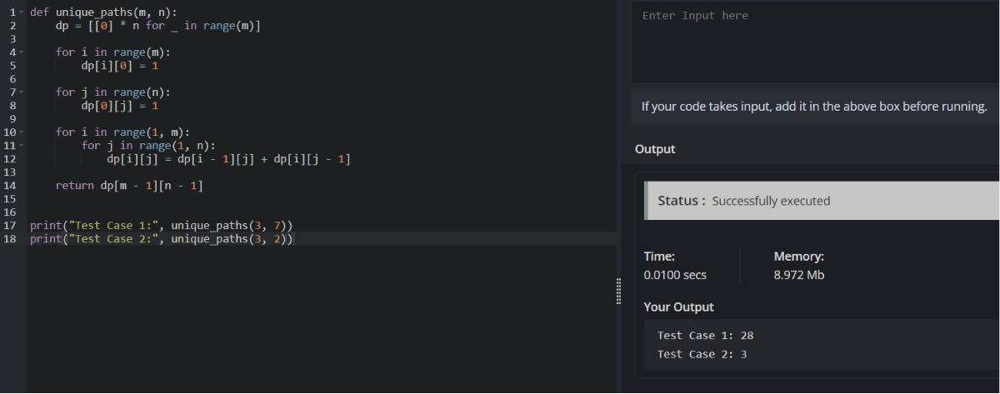 1 def unique_paths(m, n):
2     dp = [[0] * n for _ in range(m)]
3
4     for i in range(m):
5         dp[i][0] = 1
6
7     for j in range(n):
8         dp[0][j] = 1
9
10     for i in range(1, m):
11         for j in range(1, n):
12             dp[i][j] = dp[i - 1][j] + dp[i][j - 1]
13
14     return dp[m - 1][n - 1]
15
16
17 print("Test Case 1:", unique_paths(3, 7))
18 print("Test Case 2:", unique_paths(3, 2))
Enter Input here
If your code takes input, add it in the above box before running.
Output
Status : Successfully executed
Time: Memory:
0.0100 secs 8.972 Mb
Your Output
Test Case 1: 28
Test Case 2: 3